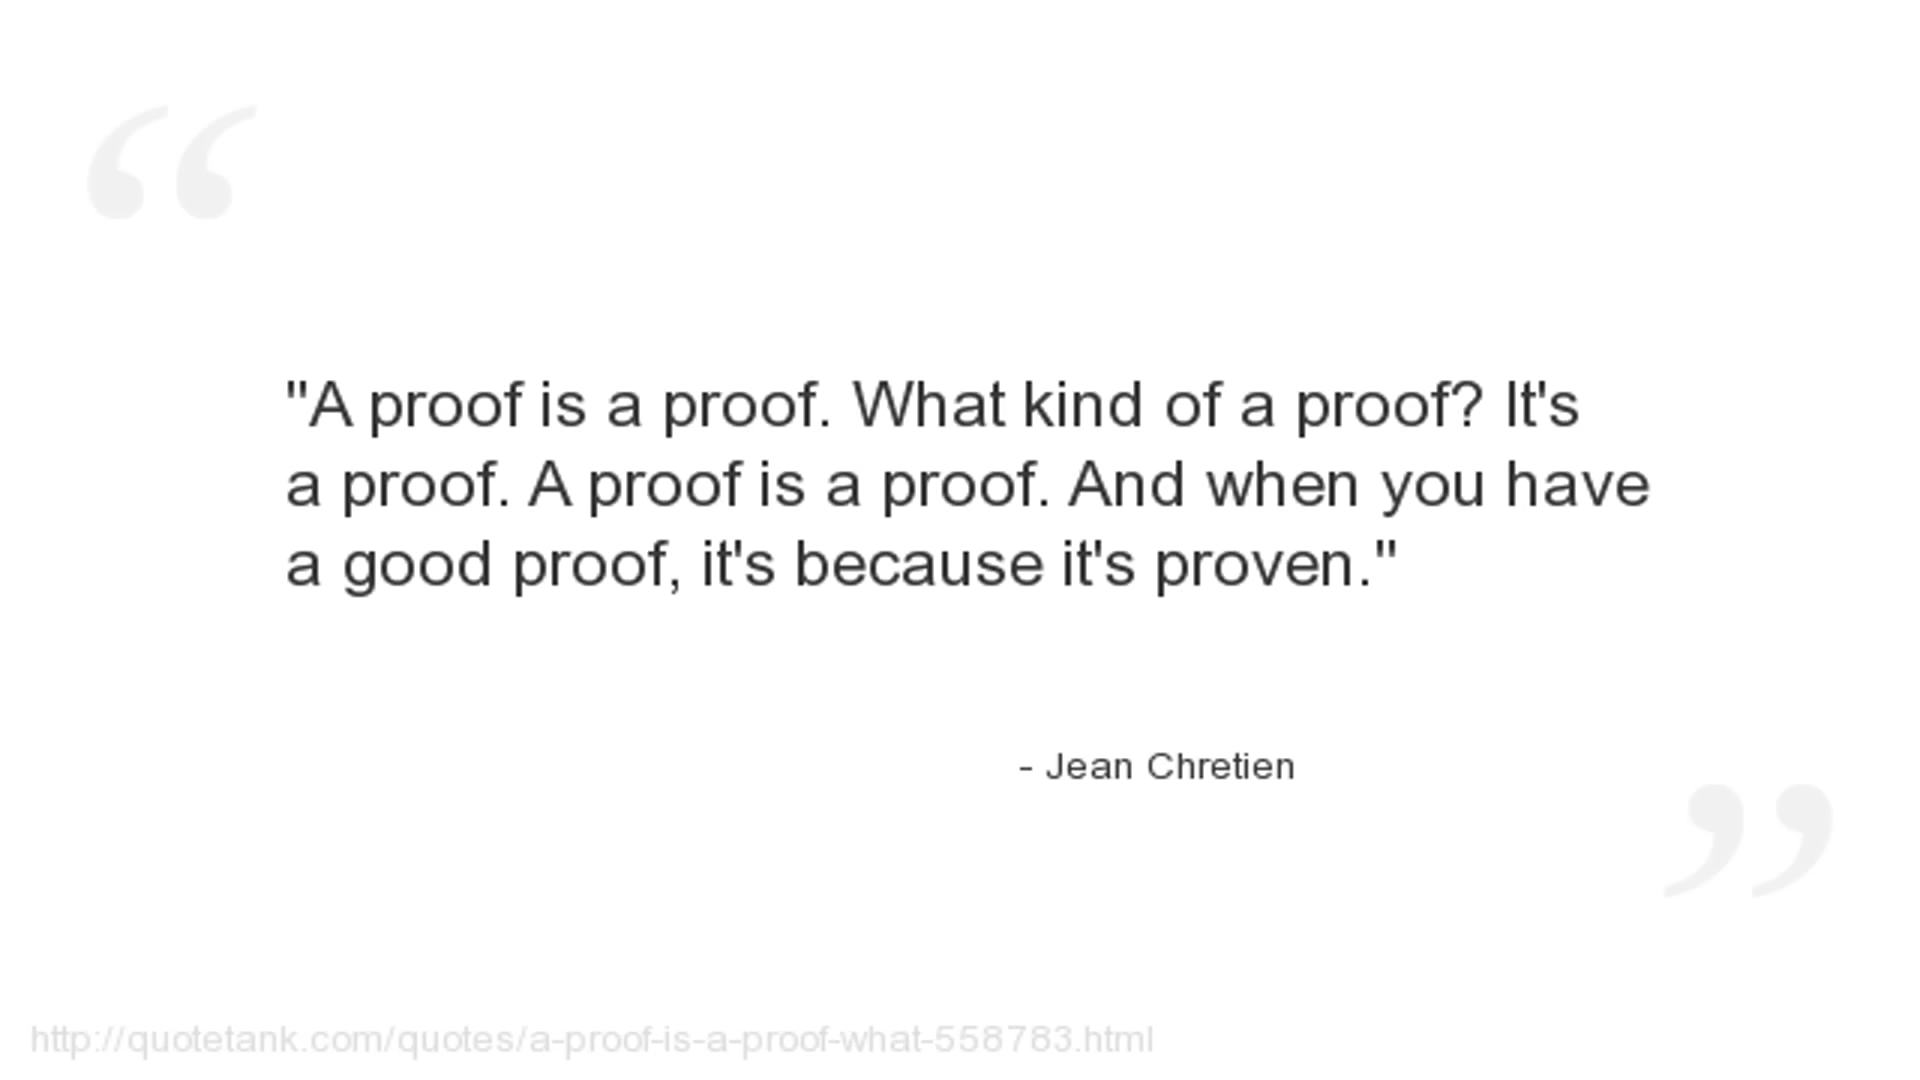 "A proof is a proof. What kind of a proof? It's
a proof. A proof is a proof. And when you have
a good proof, it's because it's proven."
- Jean Chretien
http://quotetank.com/quotes/a-proof-is-a-proof-what-558783.html